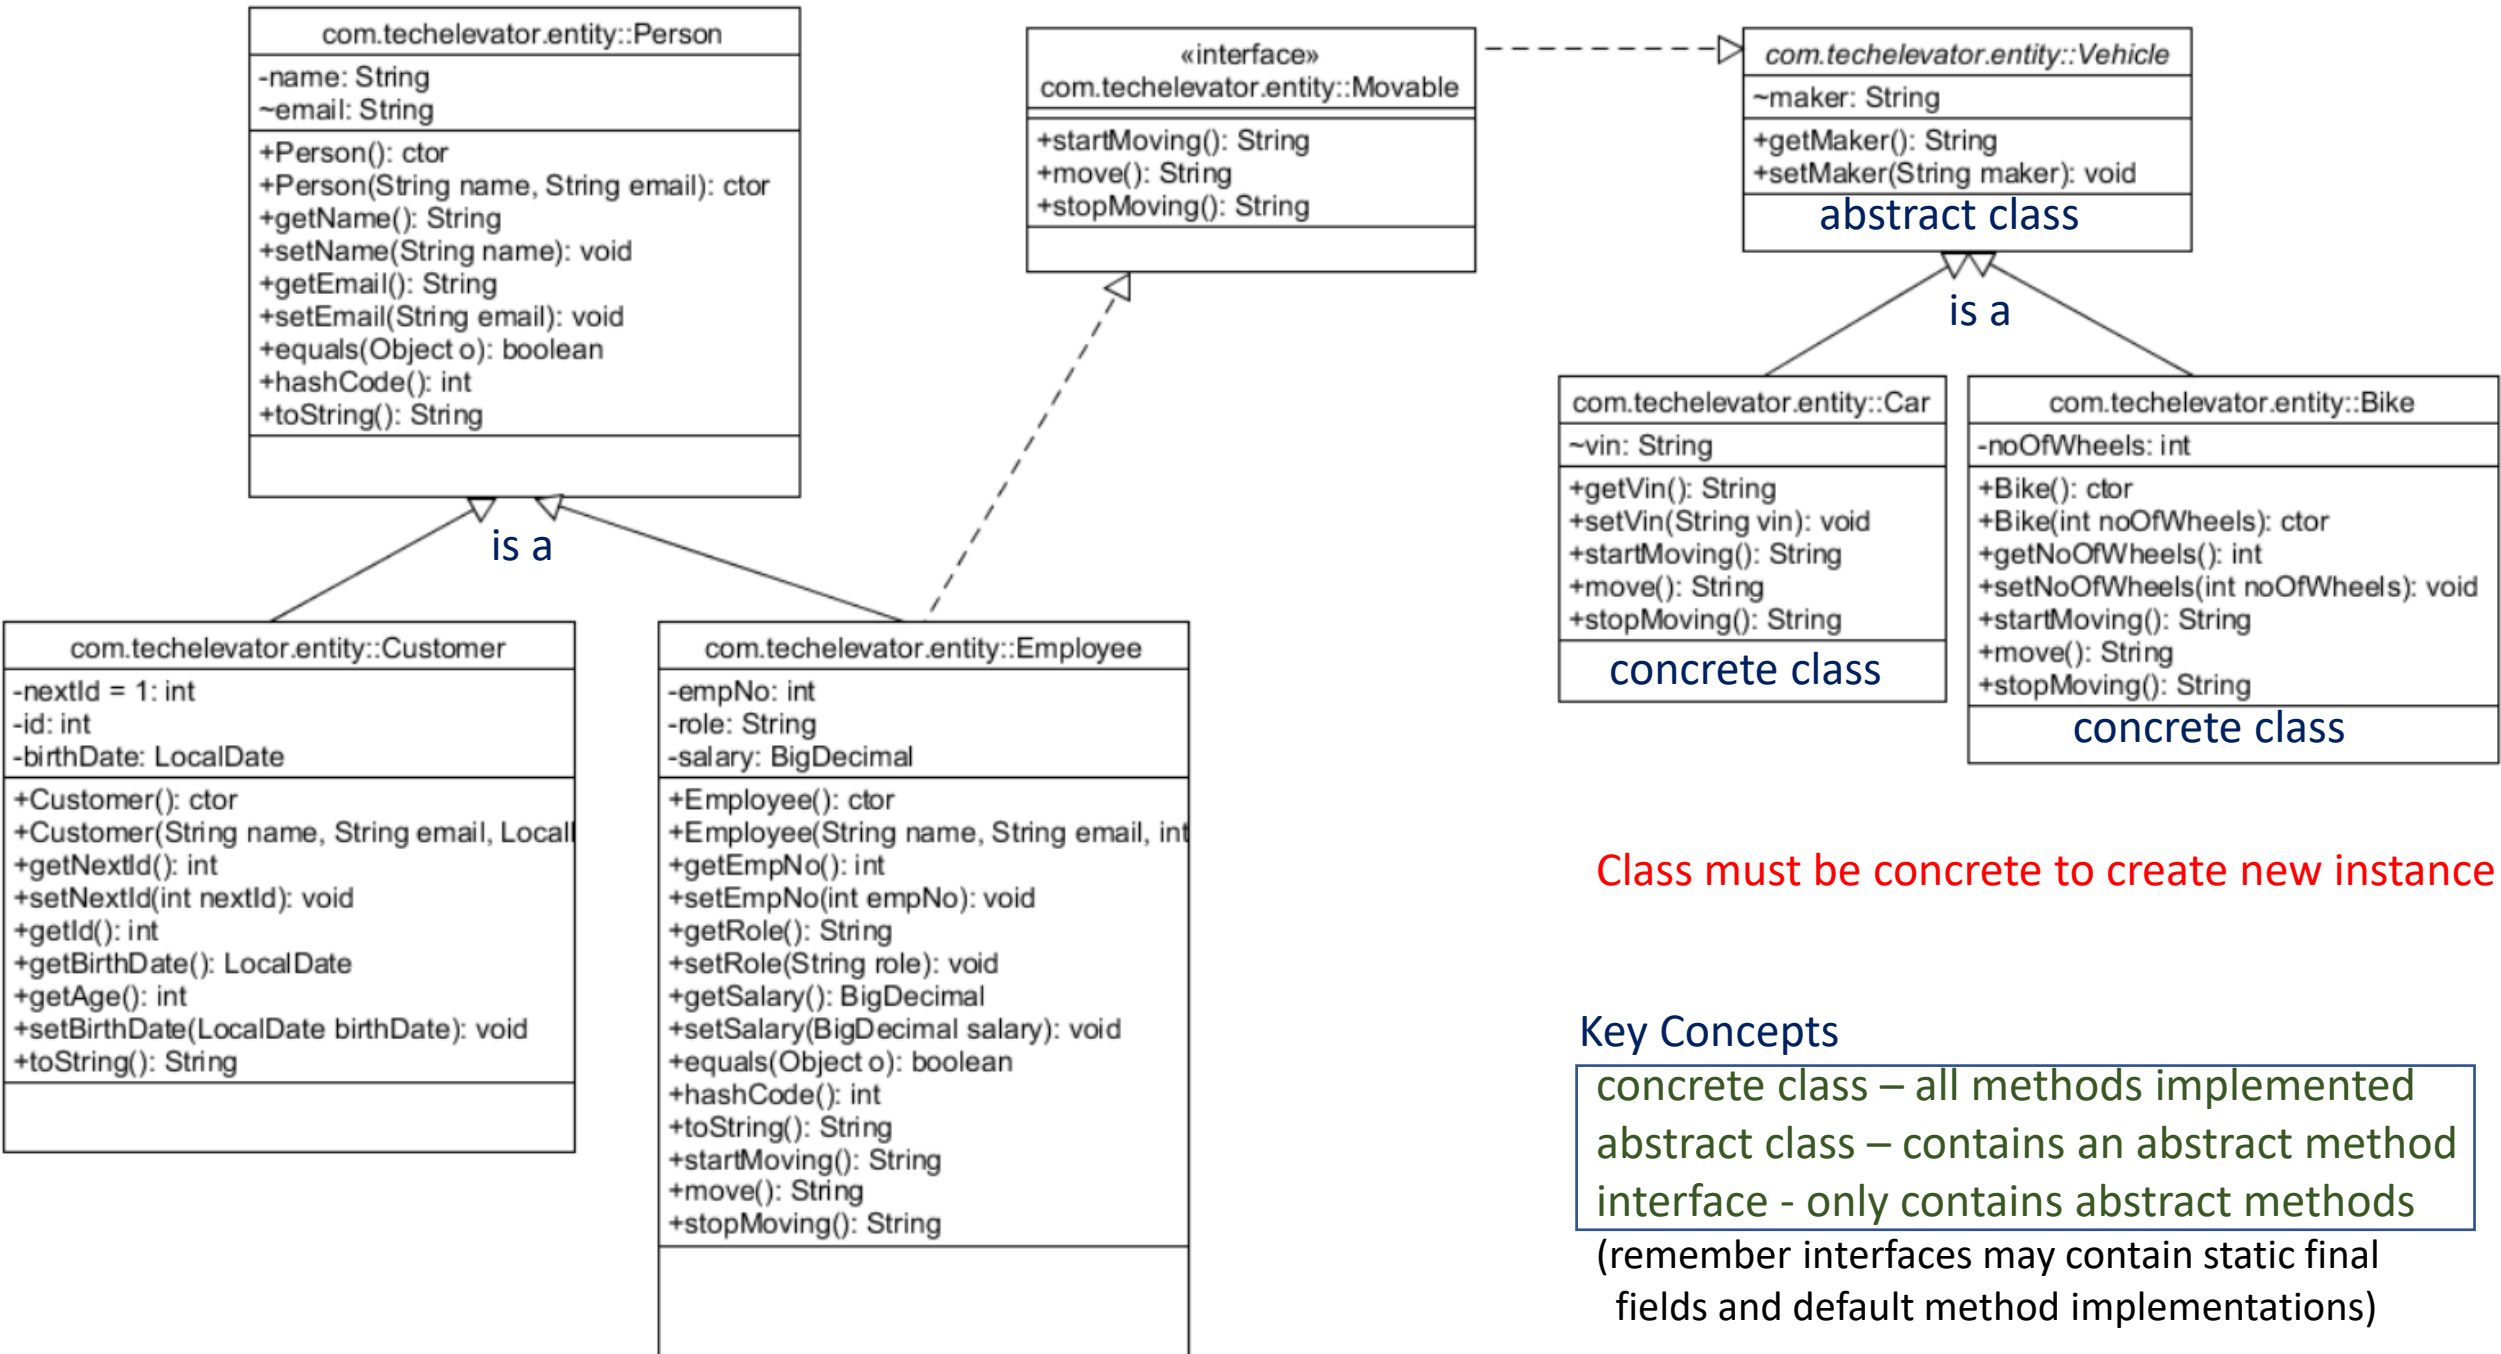 com.techelevator.entity::Person
-name: String
~email: String
+Person(): ctor
+Person(String name, String email): ctor
+getName(): String
+setName(String name): void
+getEmail(): String
+setEmail(String email): void
+equals(Object o): boolean
+hashCode(): int
+toString(): String
is a
«interface»
com.techelevator.entity::Movable
+startMoving(): String
+move(): String
+stopMoving(): String
com.techelevator.entity::Vehicle
~maker: String
+getMaker(): String
+setMaker(String maker): void
abstract class
is a
com.techelevator.entity::Car
~vin: String
+getVin(): String
+setVin(String vin): void
+startMoving(): String
+move(): String
+stopMoving(): String
concrete class
com.techelevator.entity::Bike
-noOfWheels: int
+Bike(): ctor
+Bike(int noOfWheels): ctor
+getNoOfWheels(): int
+setNoOfWheels(int noOfWheels): void
+startMoving(): String
+move(): String
+stopMoving(): String
concrete class
com.techelevator.entity::Customer
-nextId = 1: int
-id: int
-birthDate: LocalDate
+Customer(): ctor
+Customer(String name, String email, Local
+getNextId(): int
+setNextId(int nextId): void
+getId(): int
+getBirthDate(): LocalDate
+getAge(): int
+setBirthDate(LocalDate birthDate): void
+toString(): String
com.techelevator.entity::Employee
-empNo: int
-role: String
-salary: BigDecimal
+Employee(): ctor
+Employee(String name, String email, int
+getEmpNo(): int
+setEmpNo(int empNo): void
+getRole(): String
+setRole(String role): void
+getSalary(): BigDecimal
+setSalary(BigDecimal salary): void
+equals(Object o): boolean
+hashCode(): int
+toString(): String
+startMoving(): String
+move(): String
+stopMoving(): String
Class must be concrete to create new instance
Key Concepts
concrete class – all methods implemented
abstract class – contains an abstract method
interface - only contains abstract methods
(remember interfaces may contain static final
fields and default method implementations)